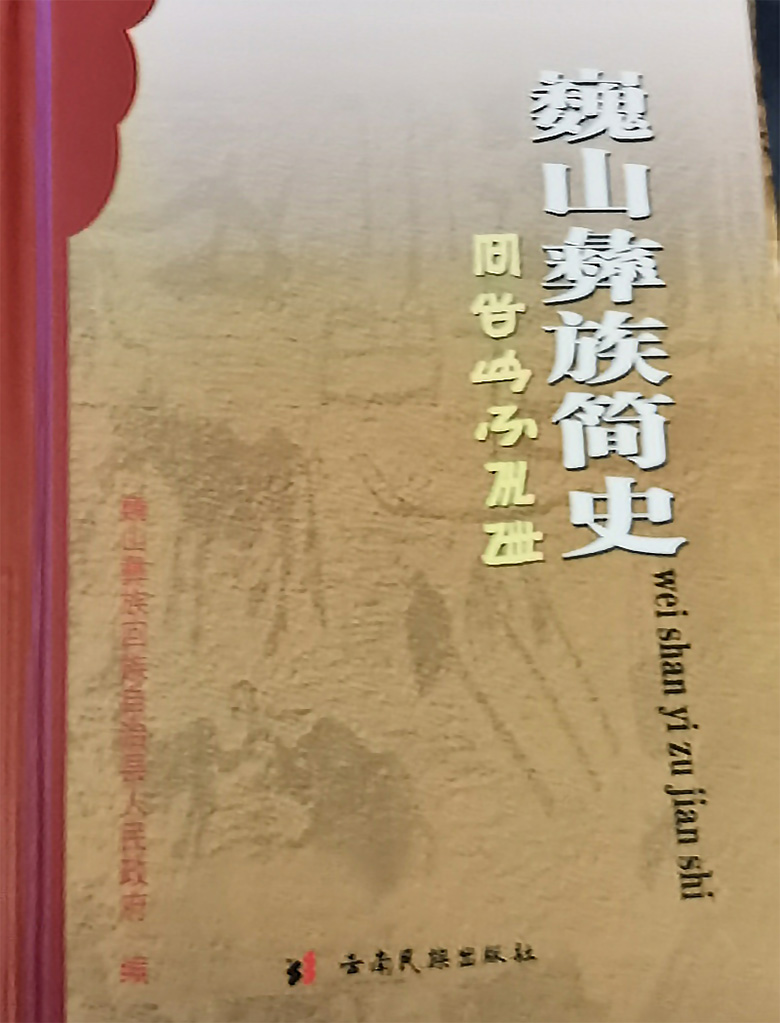 巍山彝族简史
wei shan yi zu jian shi
巍山彝族回族自治县人民政府 编
云南民族出版社